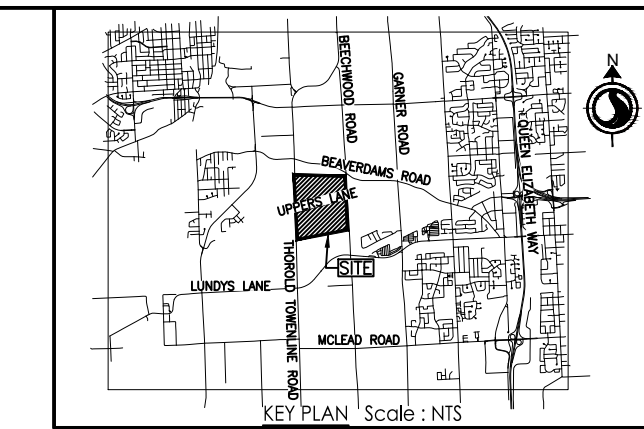 N
BEECHWOOD ROAD
GARNER ROAD
QUEEN ELIZABETH WAY
BEAVERDAMS ROAD
UPPERS LANE
SITE
THOROLD TOWENLINE ROAD
LUNDYS LANE
MCLEAD ROAD
KEY PLAN Scale : NTS